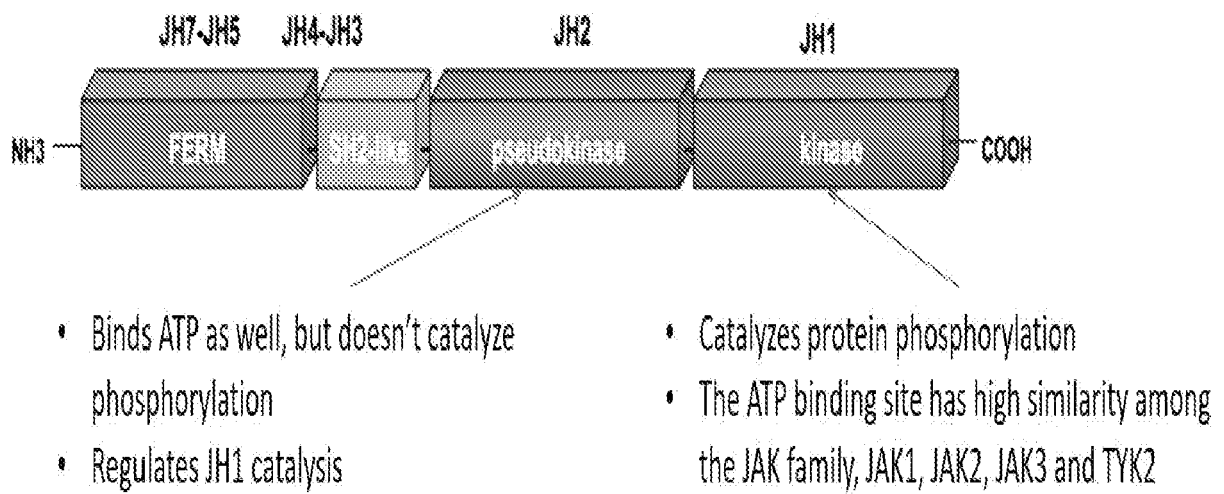 JH7-JH5 JH4-JH3 JH2 JH1
NH3 FERM SH2-like pseudokinase kinase COOH
• Binds ATP as well, but doesn't catalyze
phosphorylation
• Regulates JH1 catalysis
• Catalyzes protein phosphorylation
• The ATP binding site has high similarity among
the JAK family, JAK1, JAK2, JAK3 and TYK2